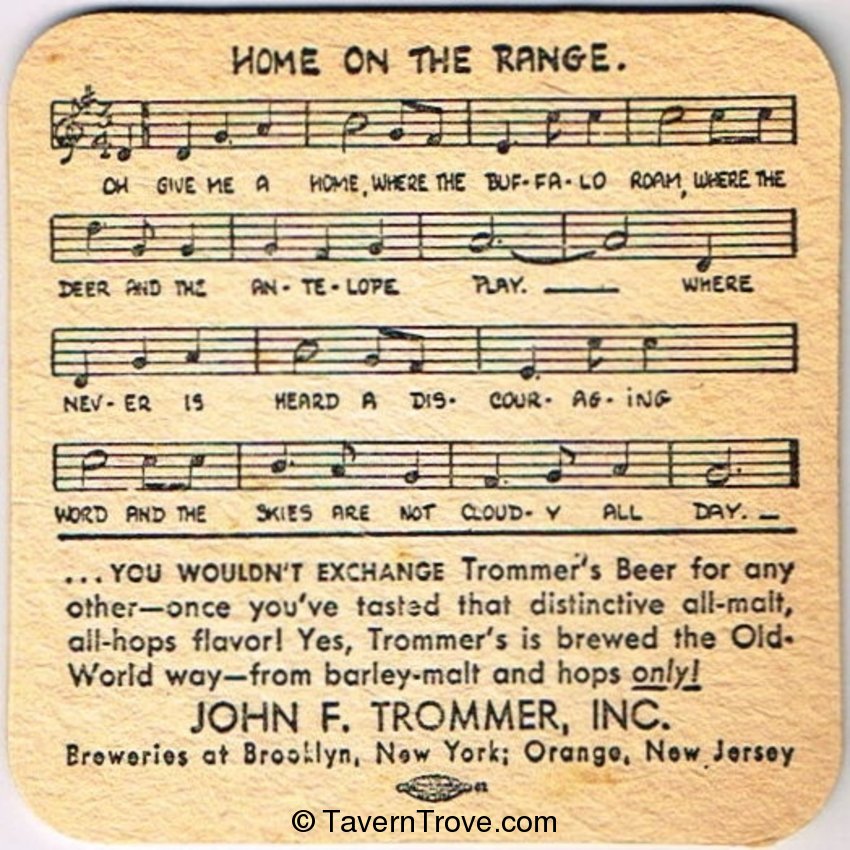 HOME ON THE RANGE.
OH GIVE ME A HOME, WHERE THE BUF-FA-LO ROAM, WHERE THE
DEER AND THE AN-TE-LOPE PLAY. WHERE
NEV-ER IS HEARD A DIS-COUR-AG-iNG
WORD AND THE SKIES ARE NOT CLOUD-Y ALL DAY.
...YOU WOULDN'T EXCHANGE Trommer's Beer for any
other—once you've tasted that distinctive all-malt,
all-hops flavor! Yes, Trommer's is brewed the Old-
World way—from barley-malt and hops only!
JOHN F. TROMMER, INC.
Breweries at Brooklyn, New York; Orange, New Jersey
© TavernTrove.com